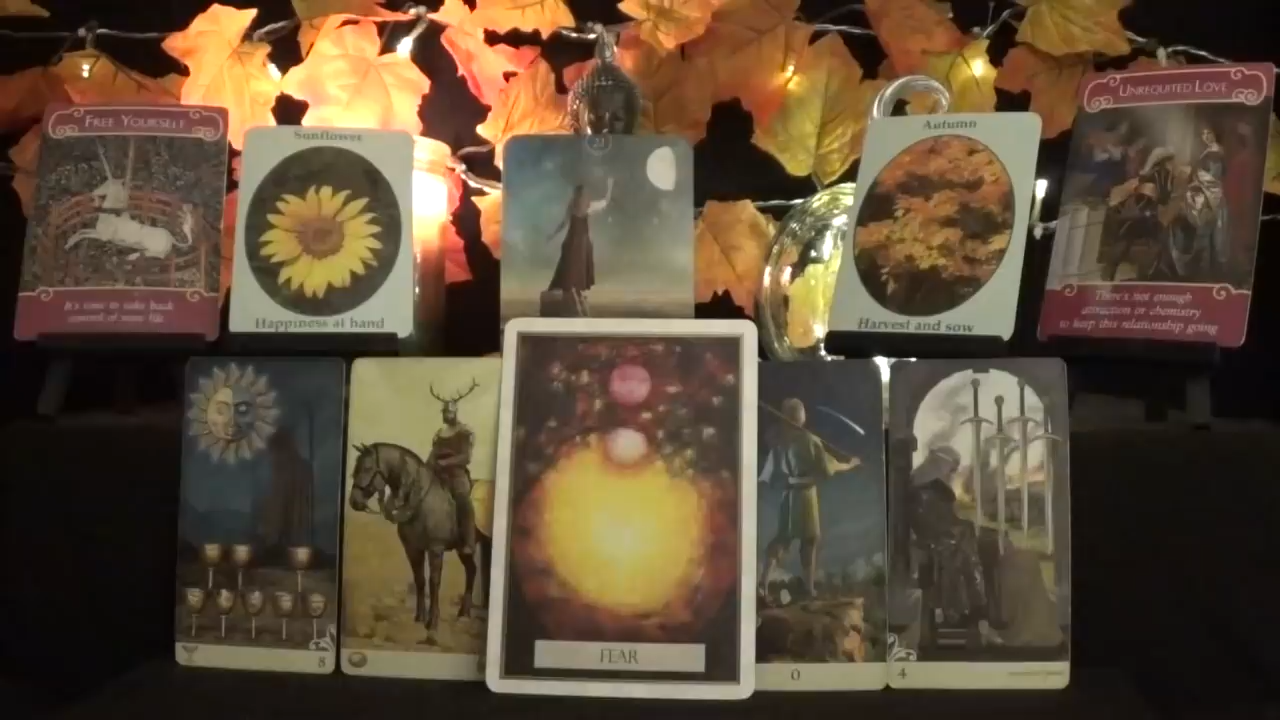 FREE YOURSELF
It's time to take back
control of your life
Sunflower
Happiness at hand
21
Autumn
Harvest and sow
UNREQUITED LOVE
There's not enough
attraction or chemistry
to keep this relationship going
8
FEAR
0
4